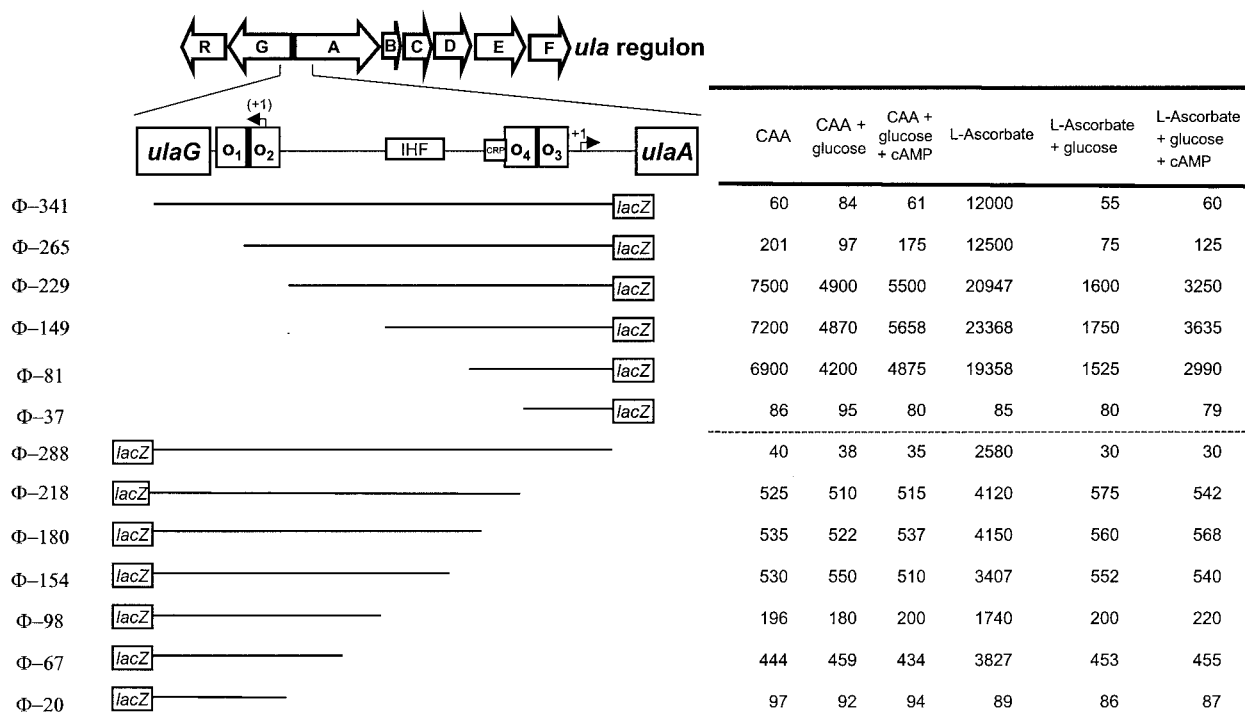 R G A B C D E F ula regulon
(+1)
ulaG O1 O2 IHF CRP O4 O3 +1 ulaA
CAA CAA + glucose CAA + glucose + cAMP L-Ascorbate L-Ascorbate + glucose L-Ascorbate + glucose + cAMP
Φ–341 lacZ 60 84 61 12000 55 60
Φ–265 lacZ 201 97 175 12500 75 125
Φ–229 lacZ 7500 4900 5500 20947 1600 3250
Φ–149 lacZ 7200 4870 5658 23368 1750 3635
Φ–81 lacZ 6900 4200 4875 19358 1525 2990
Φ–37 lacZ 86 95 80 85 80 79
Φ–288 lacZ 40 38 35 2580 30 30
Φ–218 lacZ 525 510 515 4120 575 542
Φ–180 lacZ 535 522 537 4150 560 568
Φ–154 lacZ 530 550 510 3407 552 540
Φ–98 lacZ 196 180 200 1740 200 220
Φ–67 lacZ 444 459 434 3827 453 455
Φ–20 lacZ 97 92 94 89 86 87